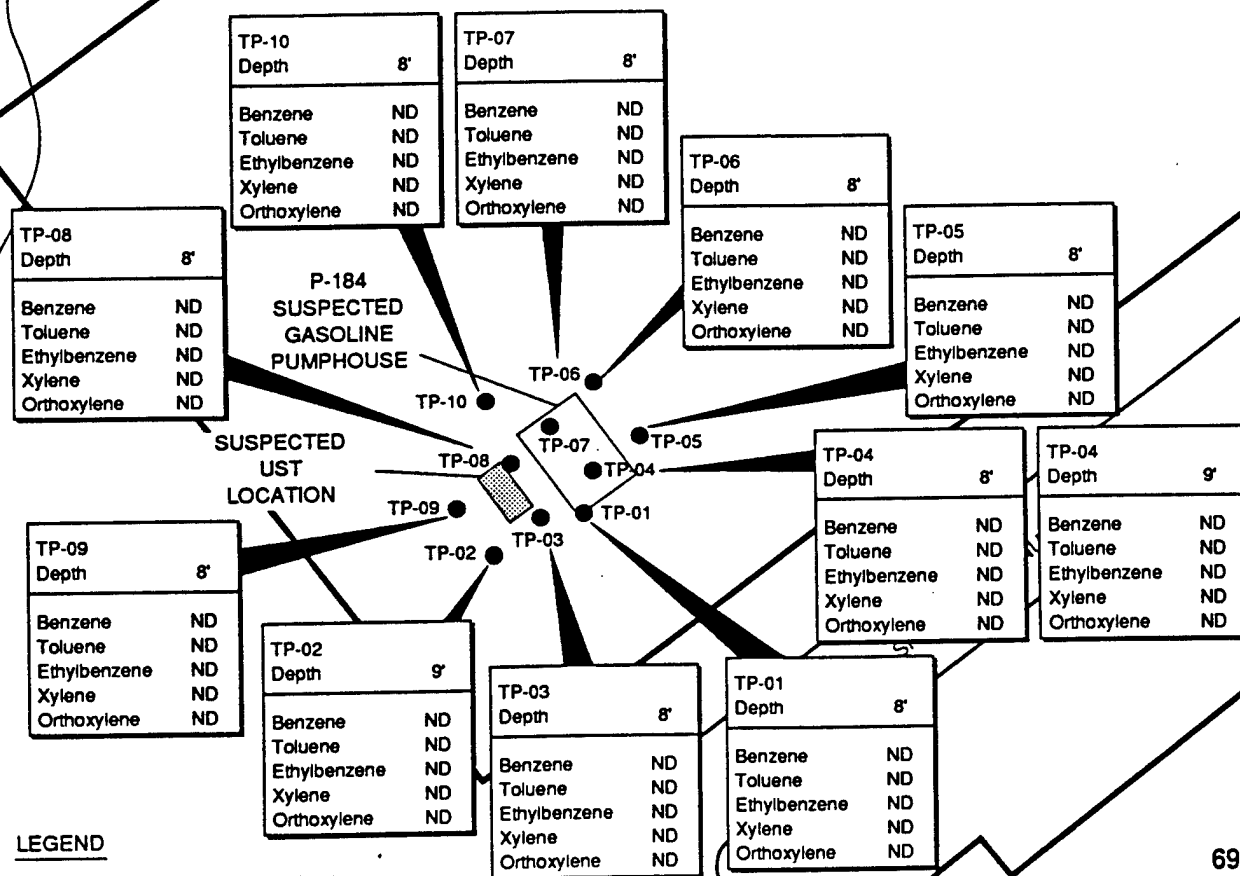 TP-10
Depth 8'
Benzene ND
Toluene ND
Ethylbenzene ND
Xylene ND
Orthoxylene ND
TP-07
Depth 8'
Benzene ND
Toluene ND
Ethylbenzene ND
Xylene ND
Orthoxylene ND
TP-06
Depth 8'
Benzene ND
Toluene ND
Ethylbenzene ND
Xylene ND
Orthoxylene ND
TP-08
Depth 8'
Benzene ND
Toluene ND
Ethylbenzene ND
Xylene ND
Orthoxylene ND
TP-05
Depth 8'
Benzene ND
Toluene ND
Ethylbenzene ND
Xylene ND
Orthoxylene ND
P-184
SUSPECTED
GASOLINE
PUMPHOUSE
TP-06
TP-10
TP-07
TP-05
TP-08
TP-04
SUSPECTED
UST
LOCATION
TP-09
TP-01
TP-03
TP-02
TP-04
Depth 8'
Benzene ND
Toluene ND
Ethylbenzene ND
Xylene ND
Orthoxylene ND
TP-04
Depth 9'
Benzene ND
Toluene ND
Ethylbenzene ND
Xylene ND
Orthoxylene ND
TP-09
Depth 8'
Benzene ND
Toluene ND
Ethylbenzene ND
Xylene ND
Orthoxylene ND
TP-02
Depth 9'
Benzene ND
Toluene ND
Ethylbenzene ND
Xylene ND
Orthoxylene ND
TP-03
Depth 8'
Benzene ND
Toluene ND
Ethylbenzene ND
Xylene ND
Orthoxylene ND
TP-01
Depth 8'
Benzene ND
Toluene ND
Ethylbenzene ND
Xylene ND
Orthoxylene ND
LEGEND
69